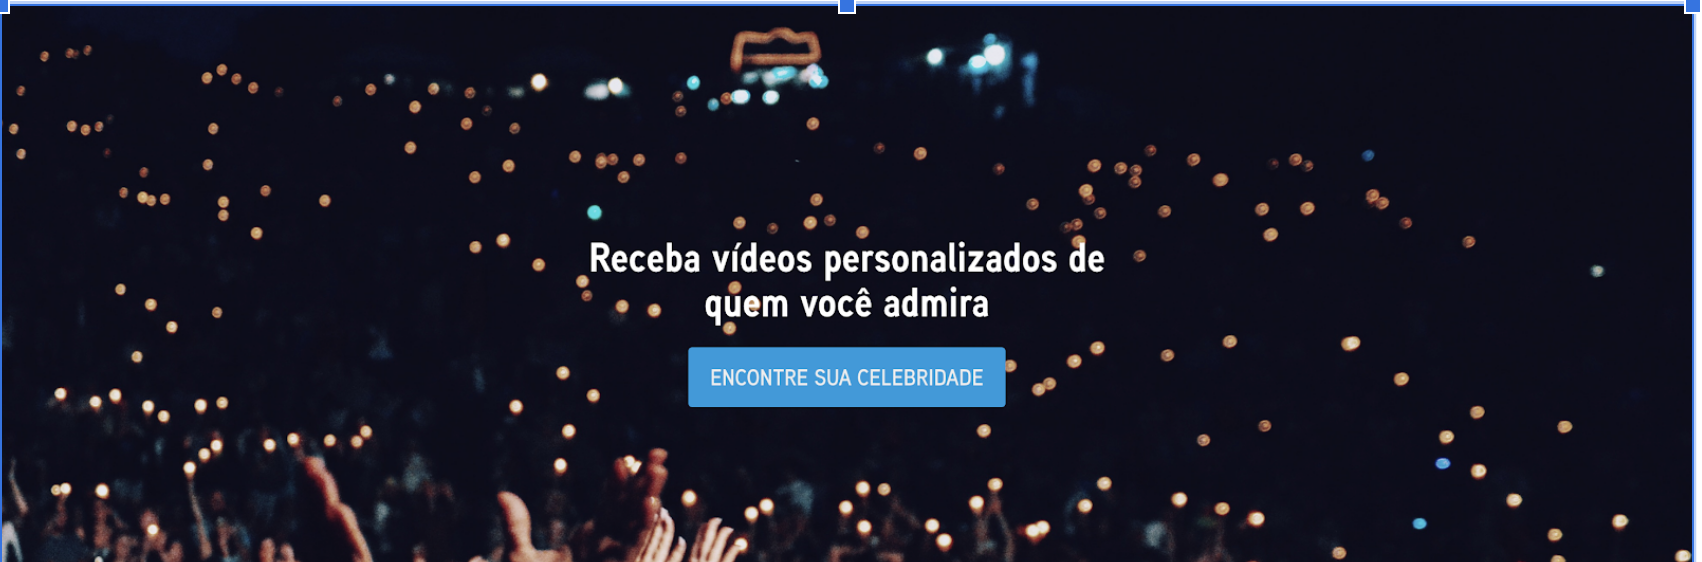 Receba vídeos personalizados de
quem você admira
ENCONTRE SUA CELEBRIDADE